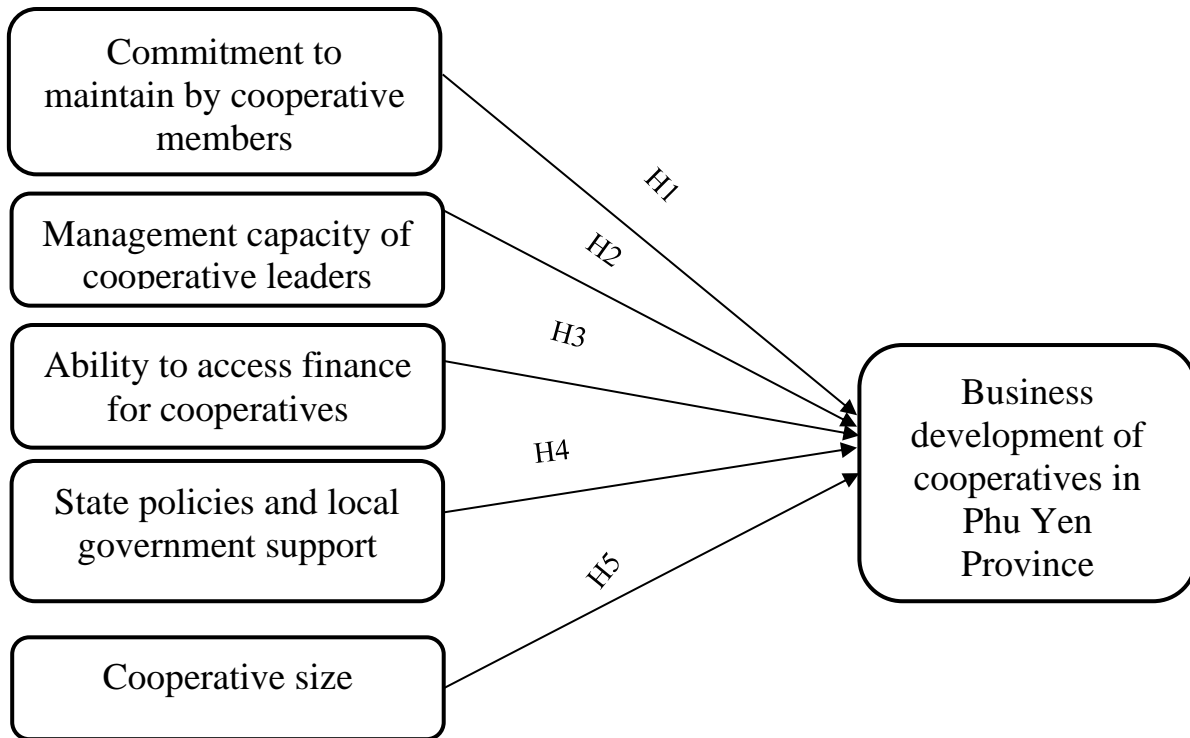 Commitment to
maintain by cooperative
members
H1
Management capacity of
cooperative leaders
H2
Ability to access finance
for cooperatives
H3
State policies and local
government support
H4
Cooperative size
H5
Business
development of
cooperatives in
Phu Yen
Province